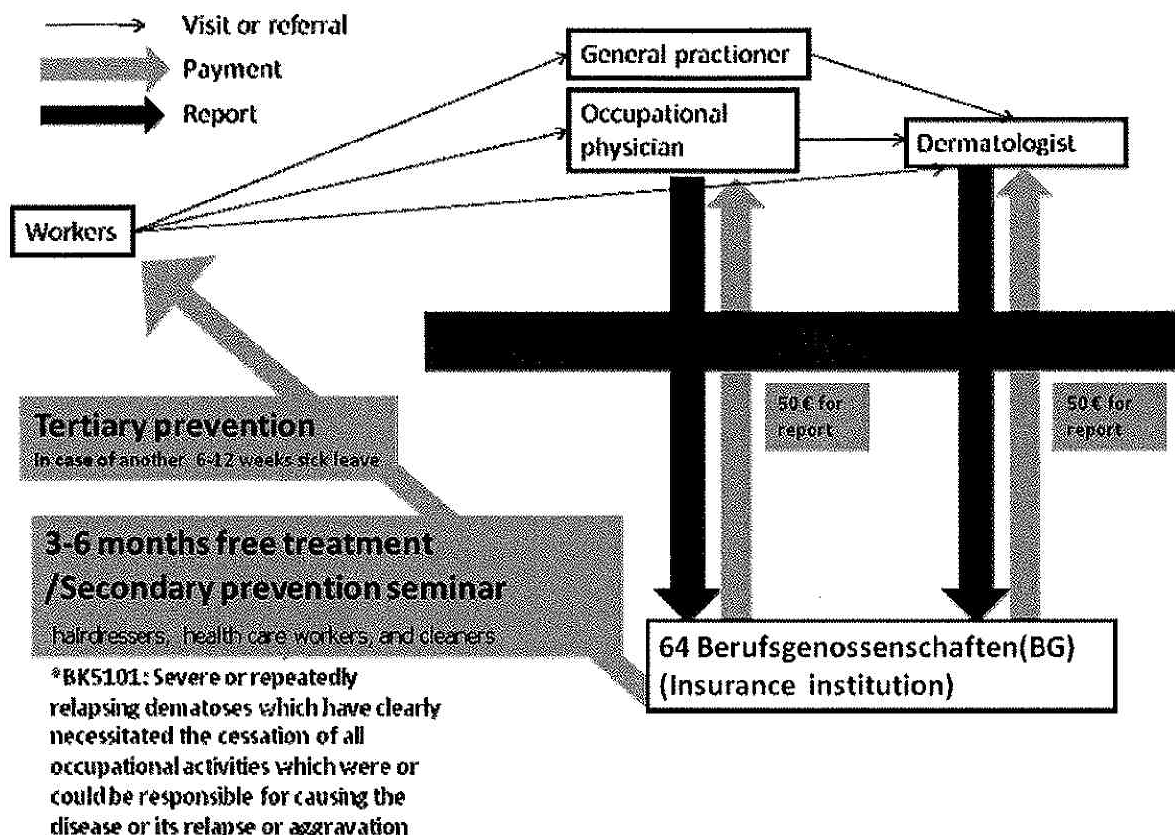 Visit or referral
Payment
Report
General practitioner
Occupational
physician
Dermatologist
Workers
Tertiary prevention
In case of another 6-12 weeks sick leave
50 € for
report
50 € for
report
3-6 months free treatment
/Secondary prevention seminar
hairdressers, health care workers, and cleaners
64 Berufsgenossenschaften(BG)
(Insurance institution)
*BK5101: Severe or repeatedly
relapsing dematoses which have clearly
necessitated the cessation of all
occupational activities which were or
could be responsible for causing the
disease or its relapse or aggravation